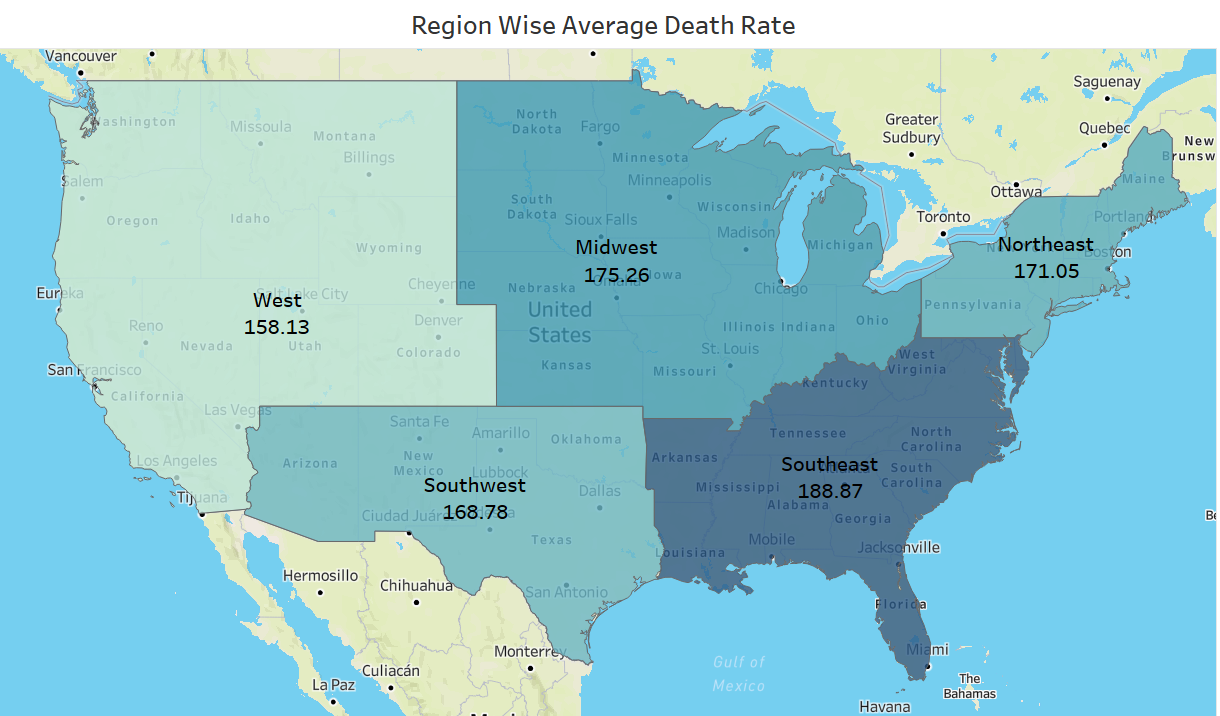 Region Wise Average Death Rate
Vancouver
Saguenay
Greater
Sudbury
Quebec
New
Brunsw
ashington
Missoula
Montana
Billings
North
Dakota
Fargo
Minnesota
Minneapolis
Ottawa
Maine
Salem
Oregon
Idaho
Wyoming
South
Dakota
Sioux Falls
Wisconsin
Madison
Michigan
Toronto
Portland
Northeast
171.05
Boston
Midwest
175.26
Iowa
Omaha
Nebraska
Chicago
Eureka
Salt Lake City
Cheyenne
West
158.13
United
States
Pennsylvania
Reno
Nevada
Utah
Denver
Colorado
Illinois
Indiana
Ohio
St. Louis
Kansas
Missouri
West
Virginia
Kentucky
San Francisco
California
Las Vegas
Santa Fe
Amarillo
Oklahoma
Tennessee
North
Carolina
Los Angeles
Arizona
New
Mexico
Lubbock
Arkansas
Southeast
188.87
South
Carolina
Tijuana
Southwest
168.78
Dallas
Mississippi
Alabama
Georgia
Ciudad Juárez
Texas
Louisiana
Mobile
Jacksonville
Be
Hermosillo
Chihuahua
San Antonio
Florida
Monterrey
Miami
Gulf of
Mexico
La Paz
Culiacán
The
Bahamas
Havana